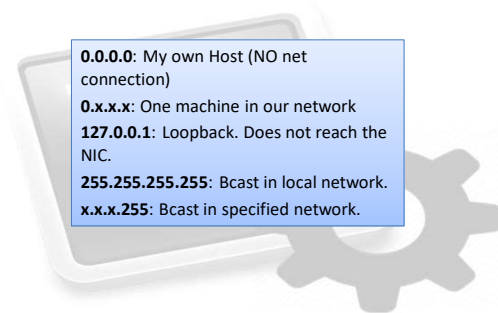 0.0.0.0: My own Host (NO net
connection)
0.x.x.x: One machine in our network
127.0.0.1: Loopback. Does not reach the
NIC.
255.255.255.255: Bcast in local network.
x.x.x.255: Bcast in specified network.